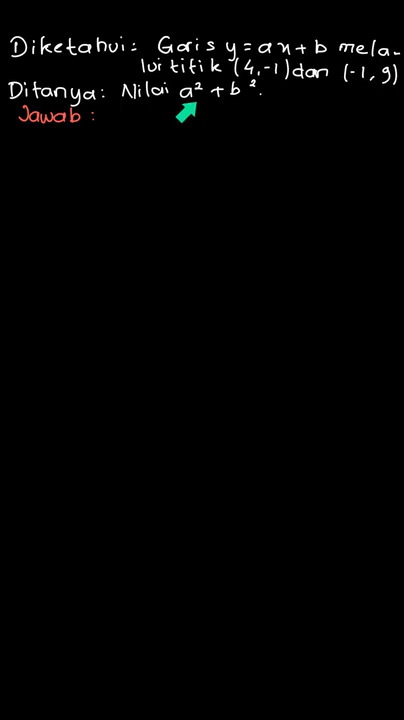 Diketahui: Garis y = ax + b mela-
lui titik (4,-1) dan (-1, 9)
Ditanya: Nilai a² + b².
Jawab: